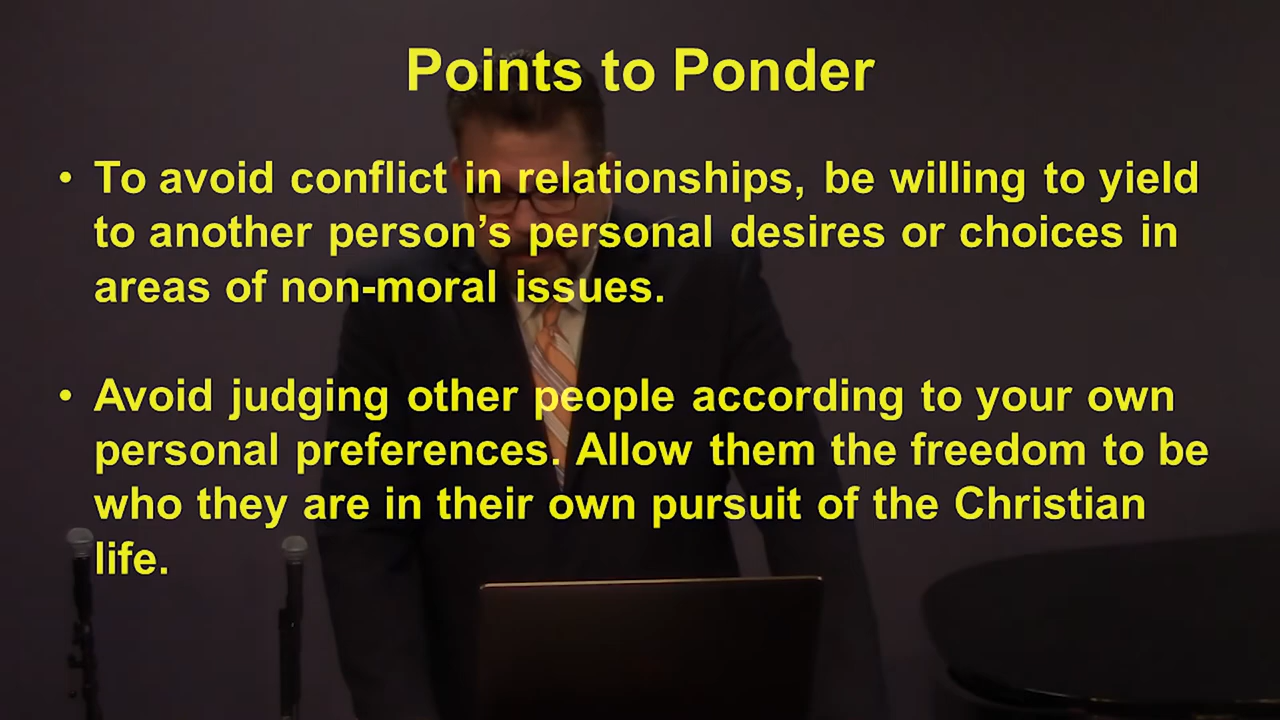 Points to Ponder
• To avoid conflict in relationships, be willing to yield
to another person’s personal desires or choices in
areas of non-moral issues.
• Avoid judging other people according to your own
personal preferences. Allow them the freedom to be
who they are in their own pursuit of the Christian
life.